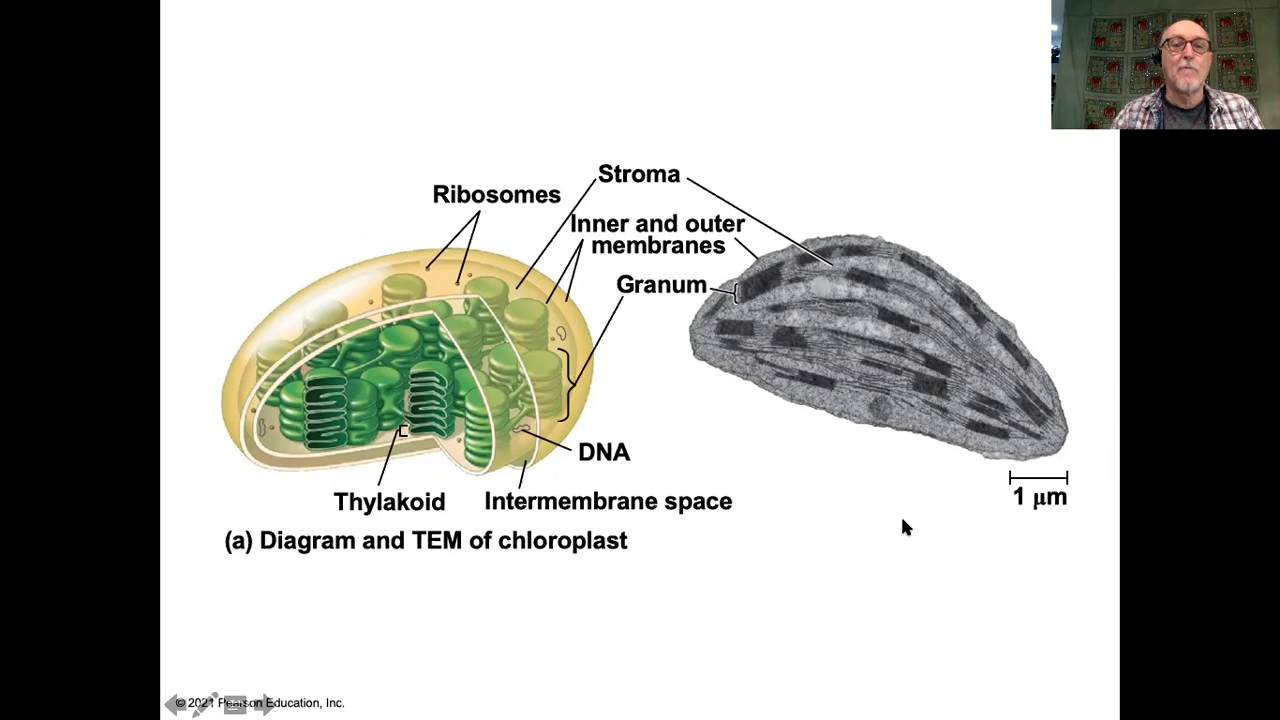 Stroma
Ribosomes
Inner and outer
membranes
Granum
DNA
Thylakoid
Intermembrane space
1 μm
(a) Diagram and TEM of chloroplast
© 2021 Pearson Education, Inc.